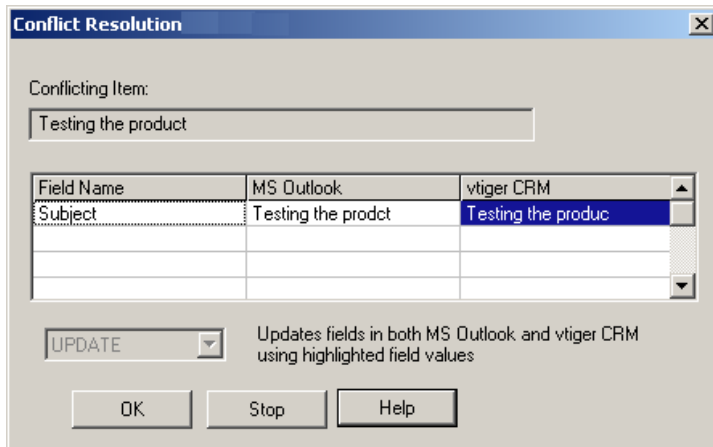 Conflict Resolution
Conflicting Item:
Testing the product
Field Name MS Outlook vtiger CRM
Subject Testing the prodct Testing the produc
UPDATE
Updates fields in both MS Outlook and vtiger CRM
using highlighted field values
OK Stop Help